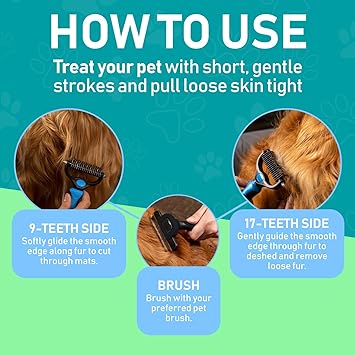 HOW TO USE
Treat your pet with short, gentle
strokes and pull loose skin tight
9-TEETH SIDE
Softly glide the smooth
edge along fur to cut
through mats.
BRUSH
Brush with your
preferred pet
brush.
17-TEETH SIDE
Gently guide the smooth
edge through fur to
deshed and remove
loose fur.